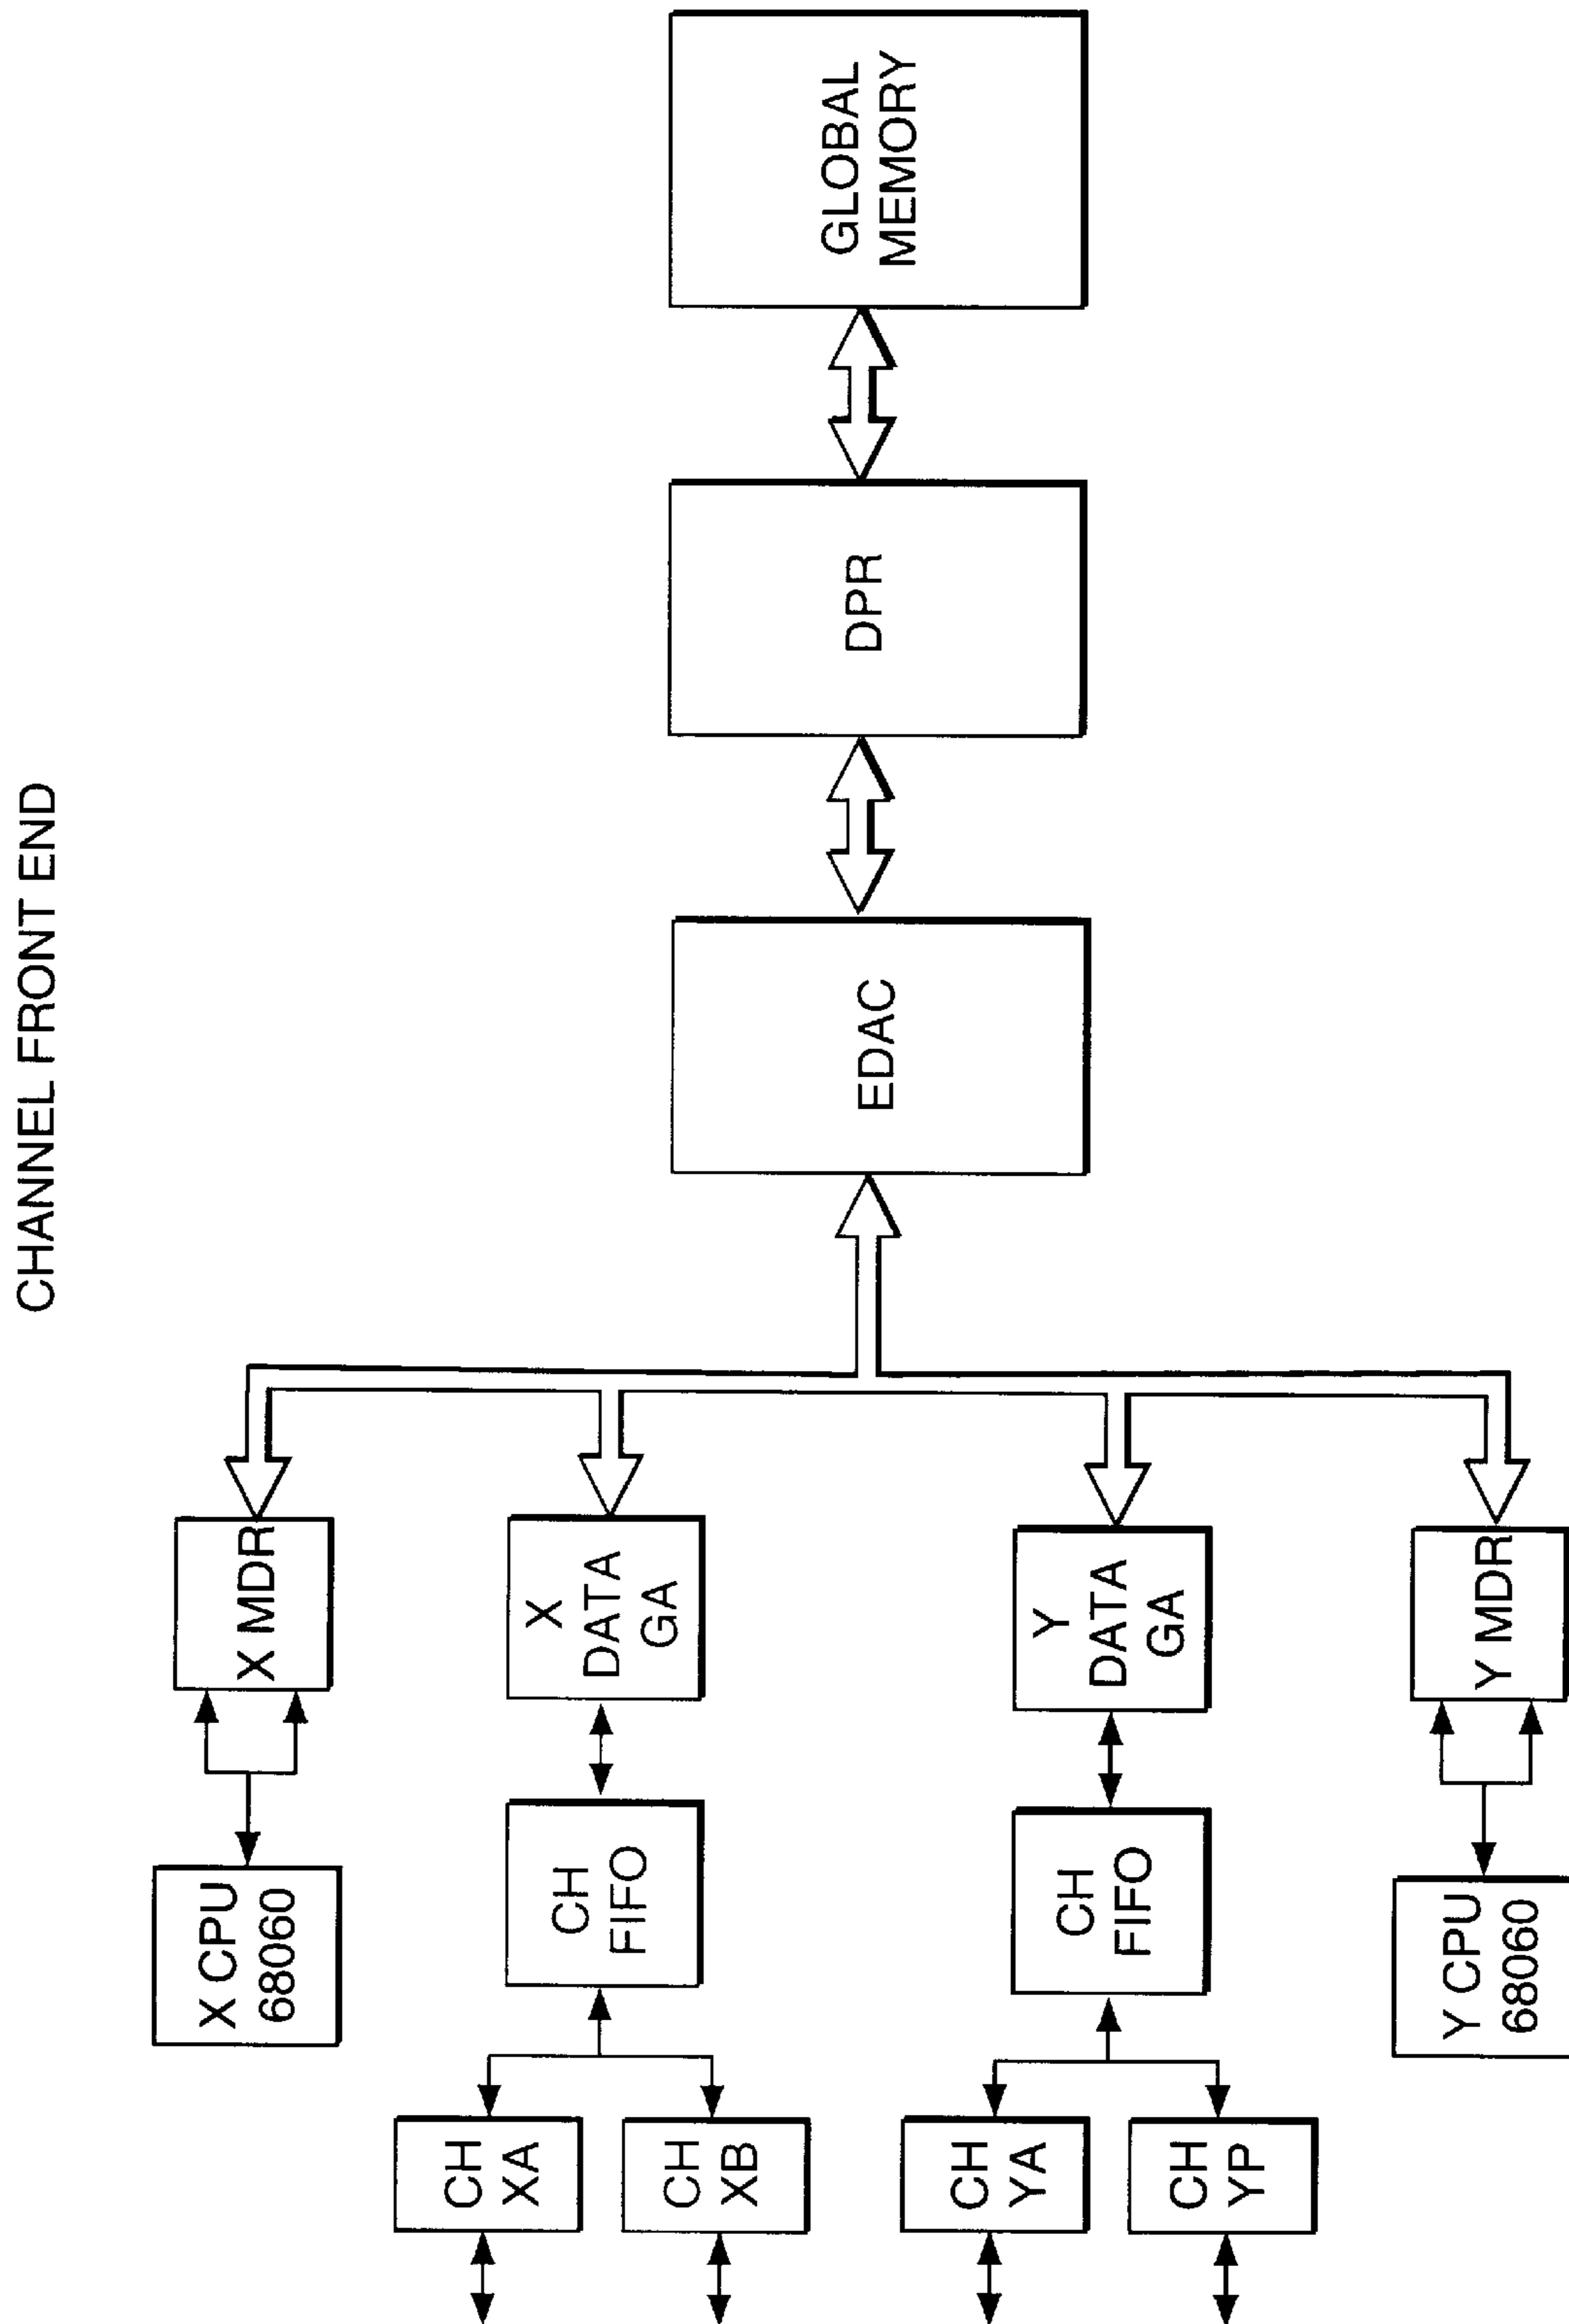 CHANNEL FRONT END
X CPU
68060
X MDR
CH
XA
CH
XB
CH
FIFO
X
DATA
GA
EDAC
DPR
GLOBAL
MEMORY
CH
YA
CH
YP
CH
FIFO
Y
DATA
GA
Y CPU
68060
Y MDR